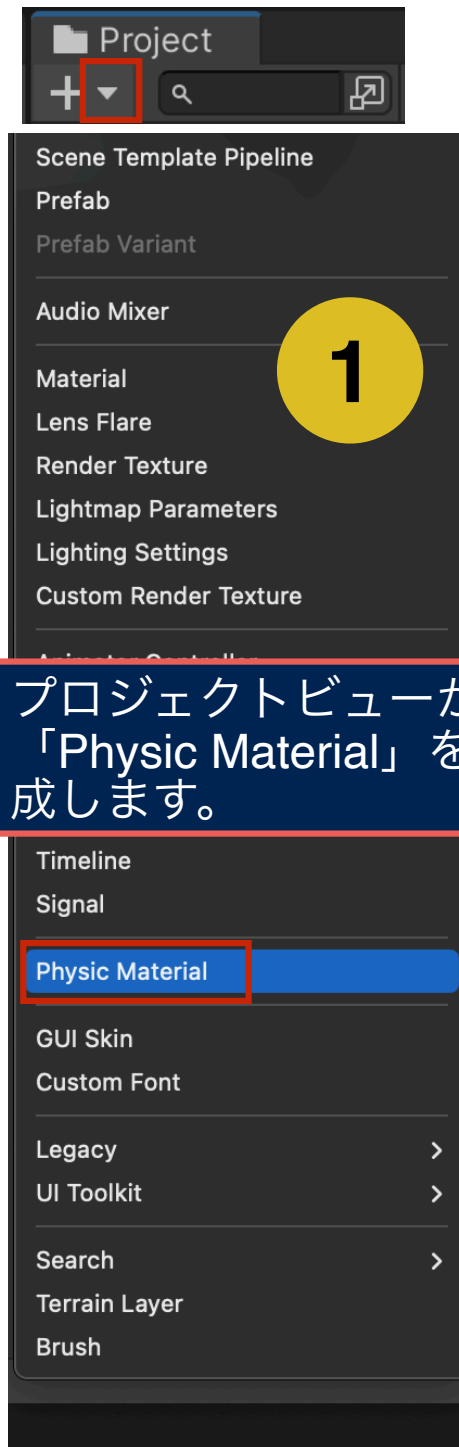 Project
Scene Template Pipeline
Prefab
Prefab Variant
Audio Mixer
1
Material
Lens Flare
Render Texture
Lightmap Parameters
Lighting Settings
Custom Render Texture
プロジェクトビュー
「Physic Material」を
成します。
Timeline
Signal
Physic Material
GUI Skin
Custom Font
Legacy
UI Toolkit
Search
Terrain Layer
Brush